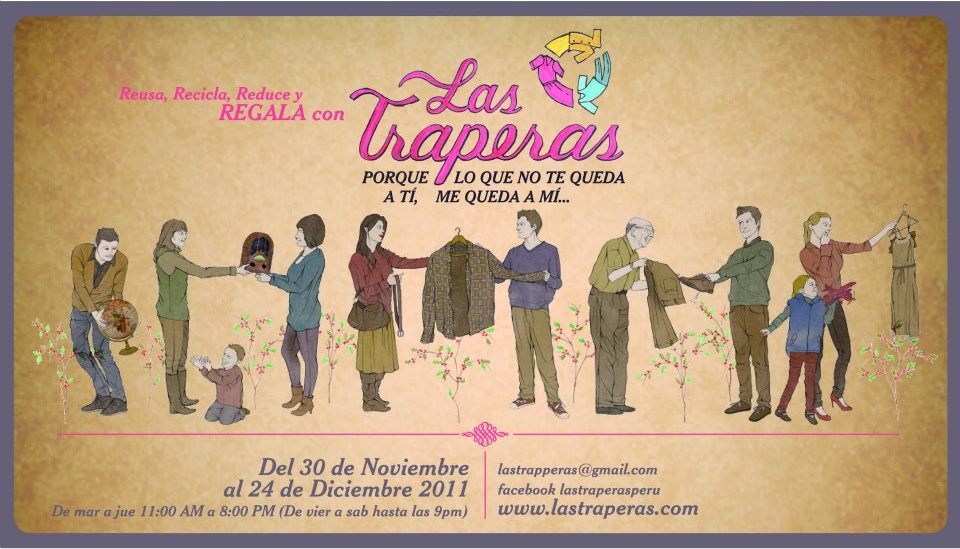 Reusa, Recicla, Reduce y
REGALA con
Las
Traperas
PORQUE LO QUE NO TE QUEDA
A TÍ, ME QUEDA A MÍ...
Del 30 de Noviembre
al 24 de Diciembre 2011
De mar a jue 11:00 AM a 8:00 PM (De vier a sab hasta las 9pm)
lastrapperas@gmail.com
facebook lastraperasperu
www.lastraperas.com